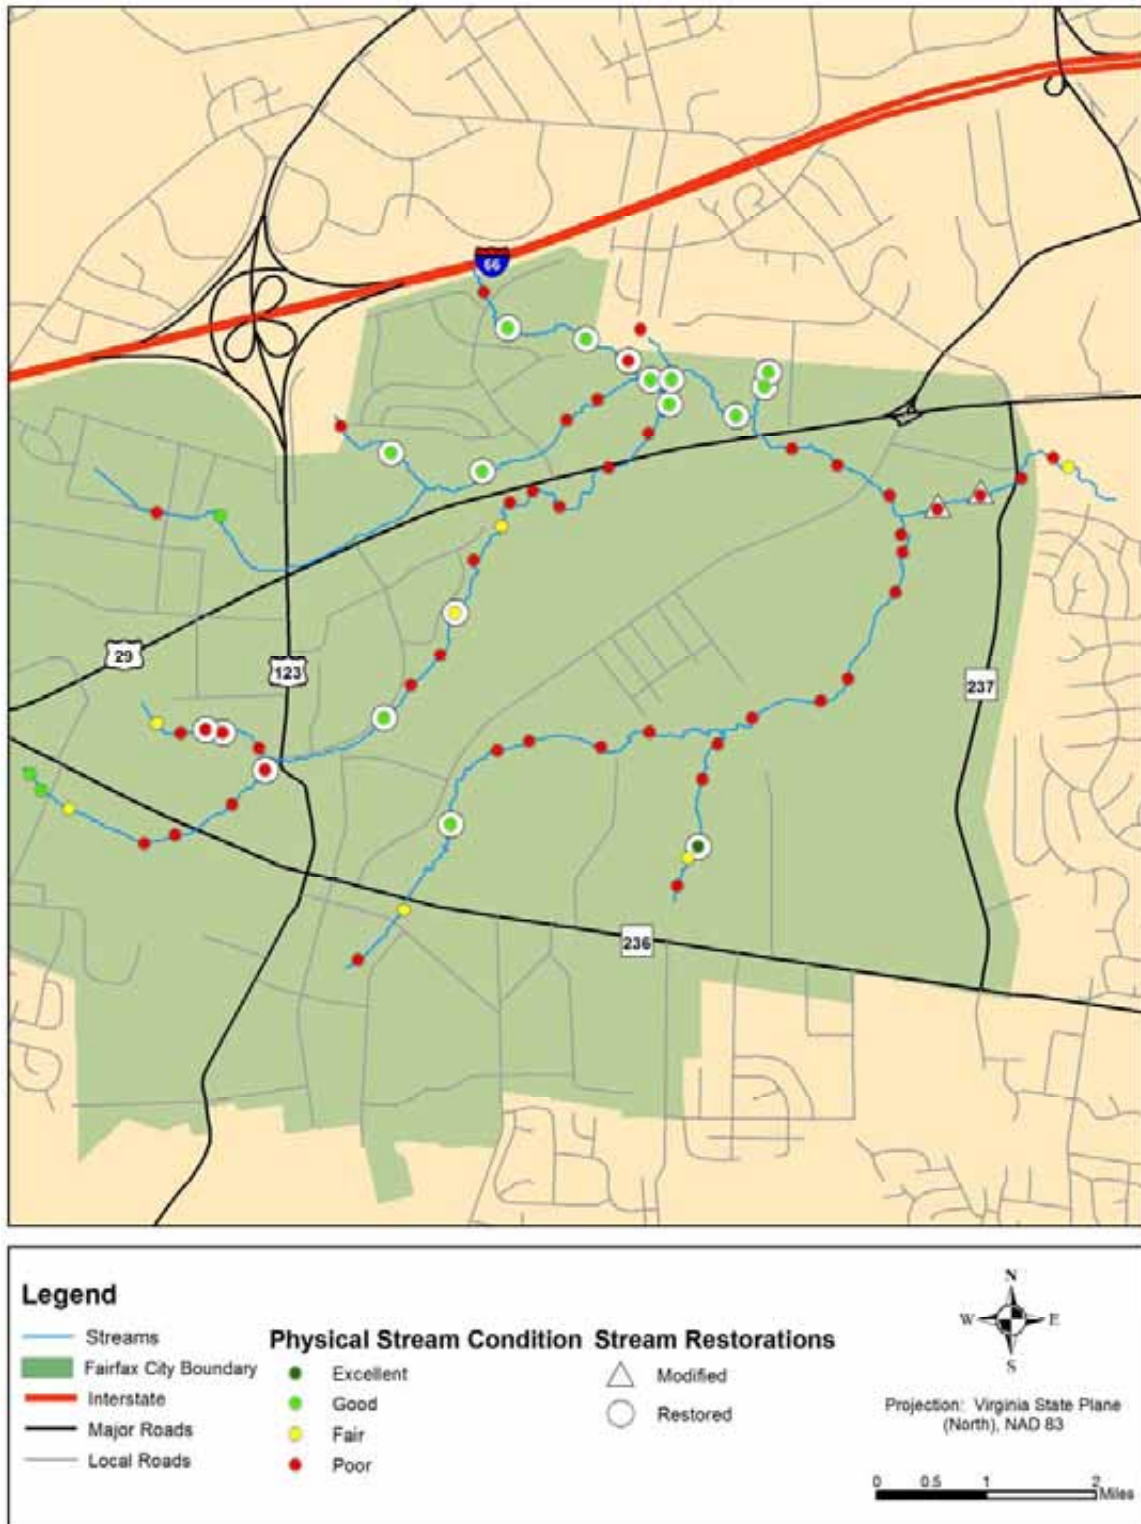 66
29
123
237
236
Legend
Streams
Fairfax City Boundary
Interstate
Major Roads
Local Roads
Physical Stream Condition
Excellent
Good
Fair
Poor
Stream Restorations
Modified
Restored
N
W E
S
Projection: Virginia State Plane
(North), NAD 83
0 0.5 1 2
Miles